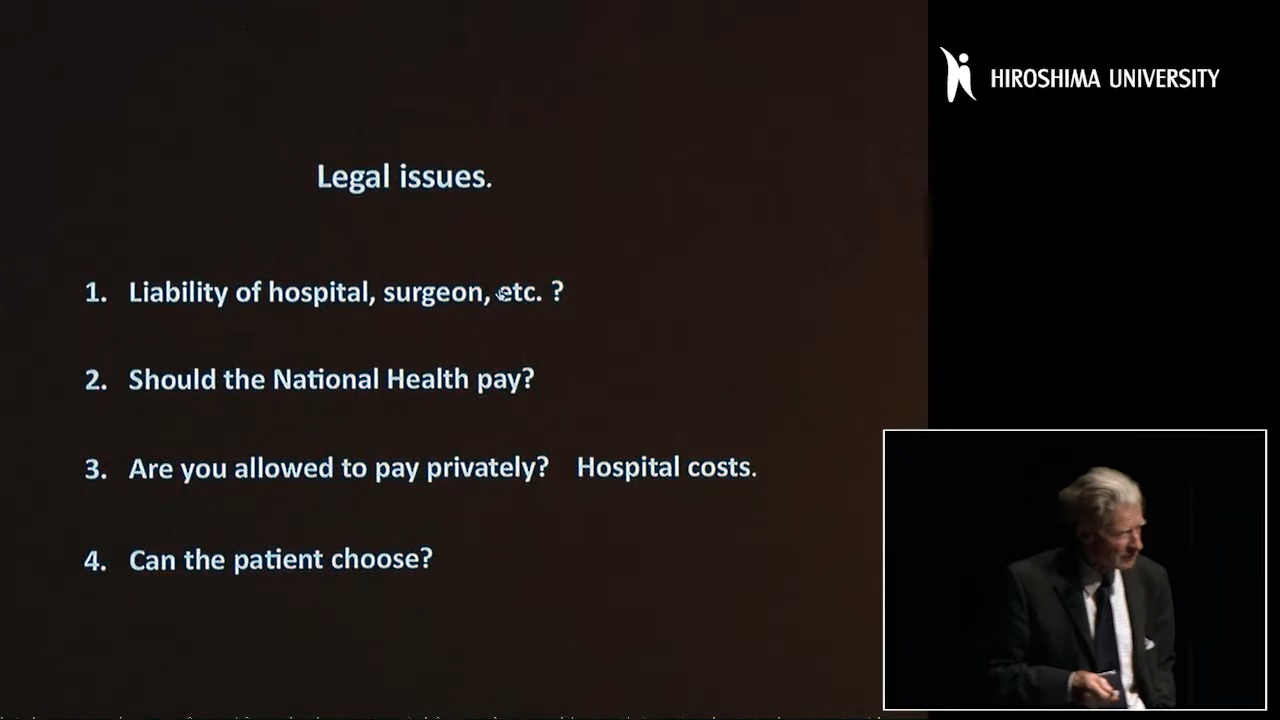 HIROSHIMA UNIVERSITY
Legal issues.
1. Liability of hospital, surgeon, etc. ?
2. Should the National Health pay?
3. Are you allowed to pay privately? Hospital costs.
4. Can the patient choose?